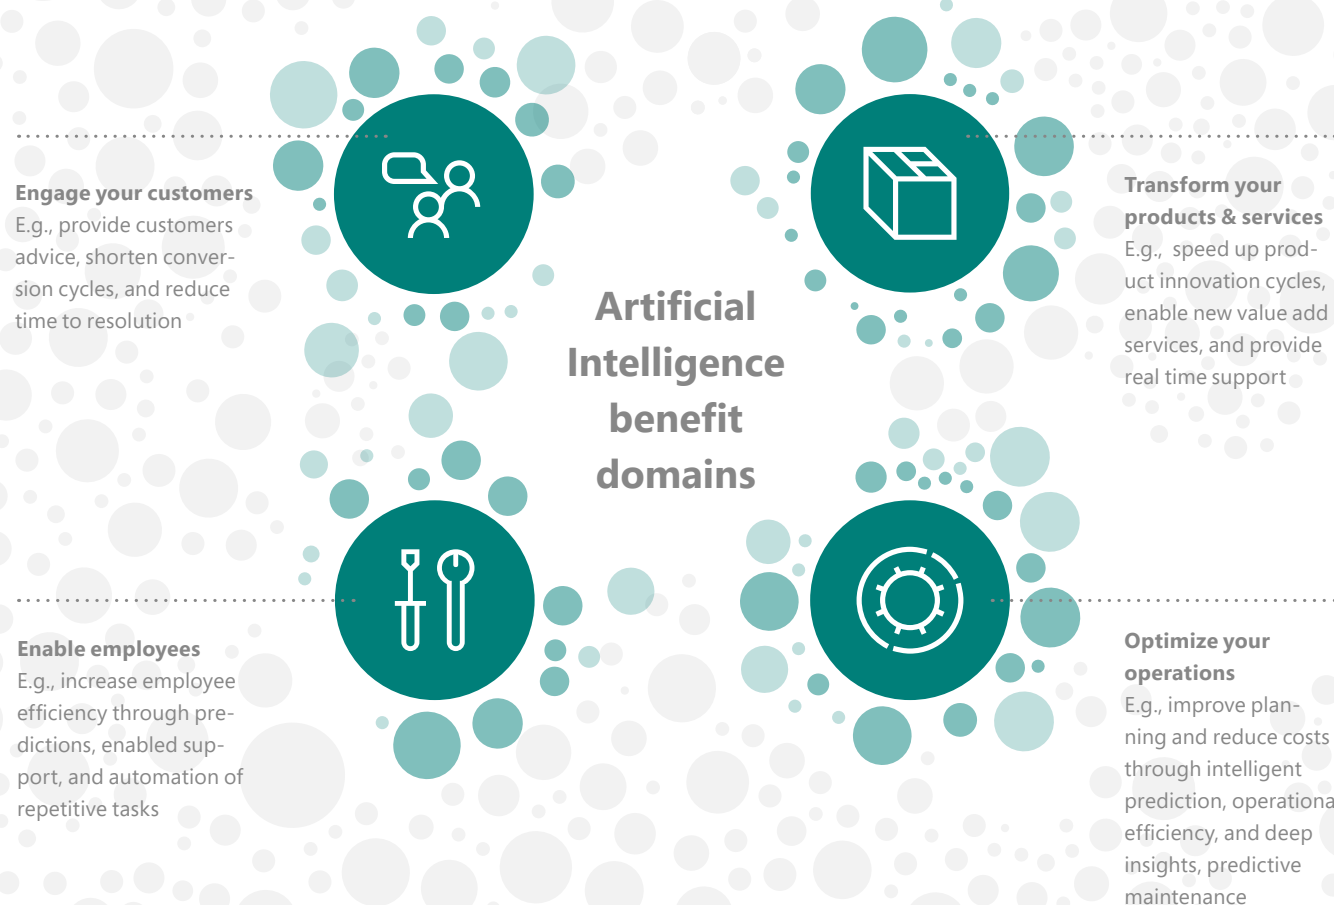 Engage your customers
E.g., provide customers
advice, shorten conver-
sion cycles, and reduce
time to resolution
Transform your
products & services
E.g., speed up prod-
uct innovation cycles,
enable new value add
services, and provide
real time support
Artificial
Intelligence
benefit
domains
Enable employees
E.g., increase employee
efficiency through pre-
dictions, enabled sup-
port, and automation of
repetitive tasks
Optimize your
operations
E.g., improve plan-
ning and reduce costs
through intelligent
prediction, operationa
efficiency, and deep
insights, predictive
maintenance